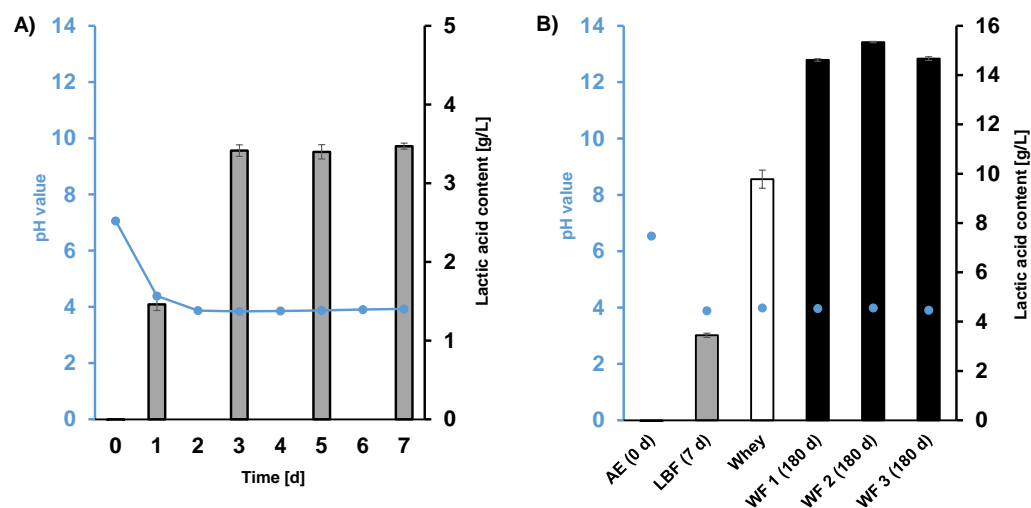 A)
14
12
10
8
6
4
2
0
pH value
5
4
3
2
1
0
Lactic acid content [g/L]
0 1 2 3 4 5 6 7
Time [d]
B)
14
12
10
8
6
4
2
0
pH value
16
14
12
10
8
6
4
2
0
Lactic acid content [g/L]
AE (0 d)
LBF (7 d)
Whey
WF 1 (180 d)
WF 2 (180 d)
WF 3 (180 d)